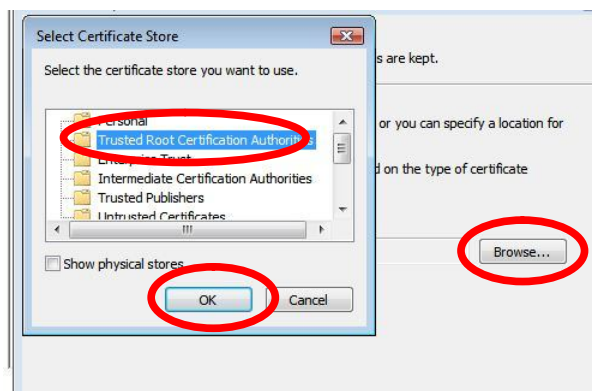 Select Certificate Store
Select the certificate store you want to use.
Personal
Trusted Root Certification Authorities
Enterprise Trust
Intermediate Certification Authorities
Trusted Publishers
Untrusted Certificates
Show physical stores
OK
Cancel
s are kept.
or you can specify a location for
d on the type of certificate
Browse...